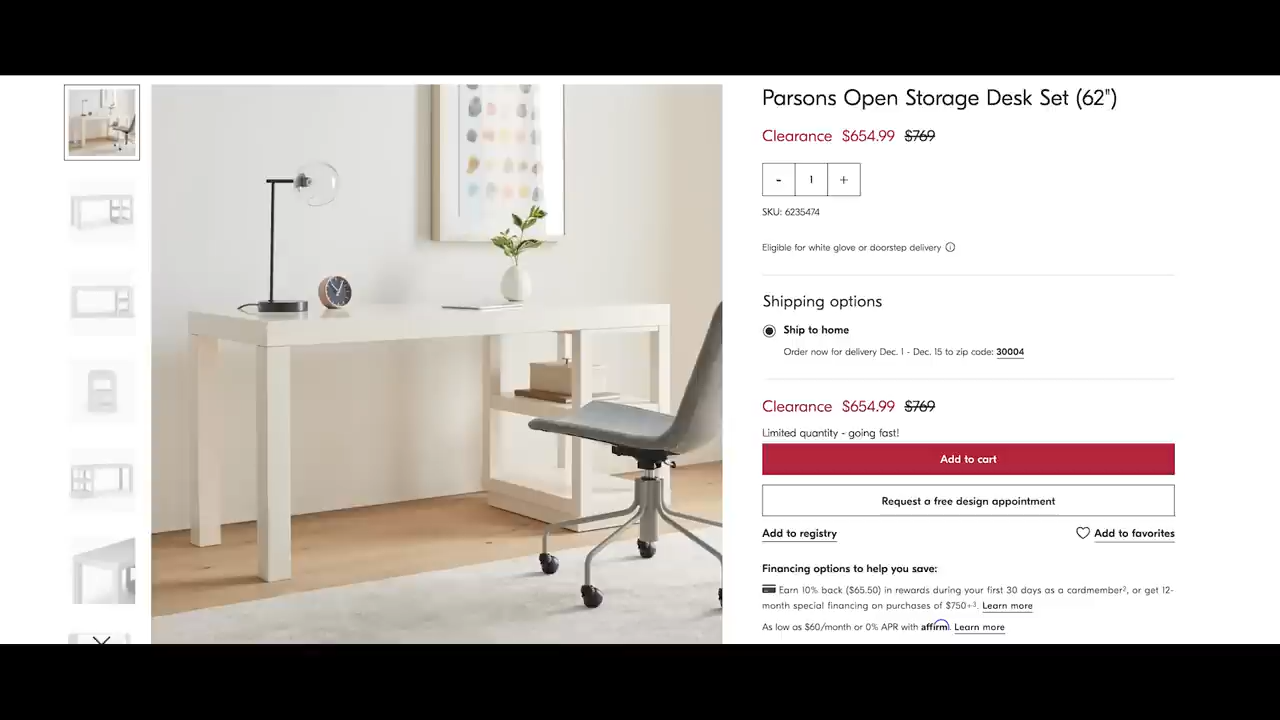 Parsons Open Storage Desk Set (62")
Clearance $654.99 $769
- 1 +
SKU: 6235474
Eligible for white glove or doorstep delivery
Shipping options
Ship to home
Order now for delivery Dec. 1 - Dec. 15 to zip code: 30004
Clearance $654.99 $769
Limited quantity - going fast!
Add to cart
Request a free design appointment
Add to registry
Add to favorites
Financing options to help you save:
Earn 10% back ($65.50) in rewards during your first 30 days as a cardmember², or get 12-
month special financing on purchases of $750+³. Learn more
As low as $60/month or 0% APR with affirm. Learn more